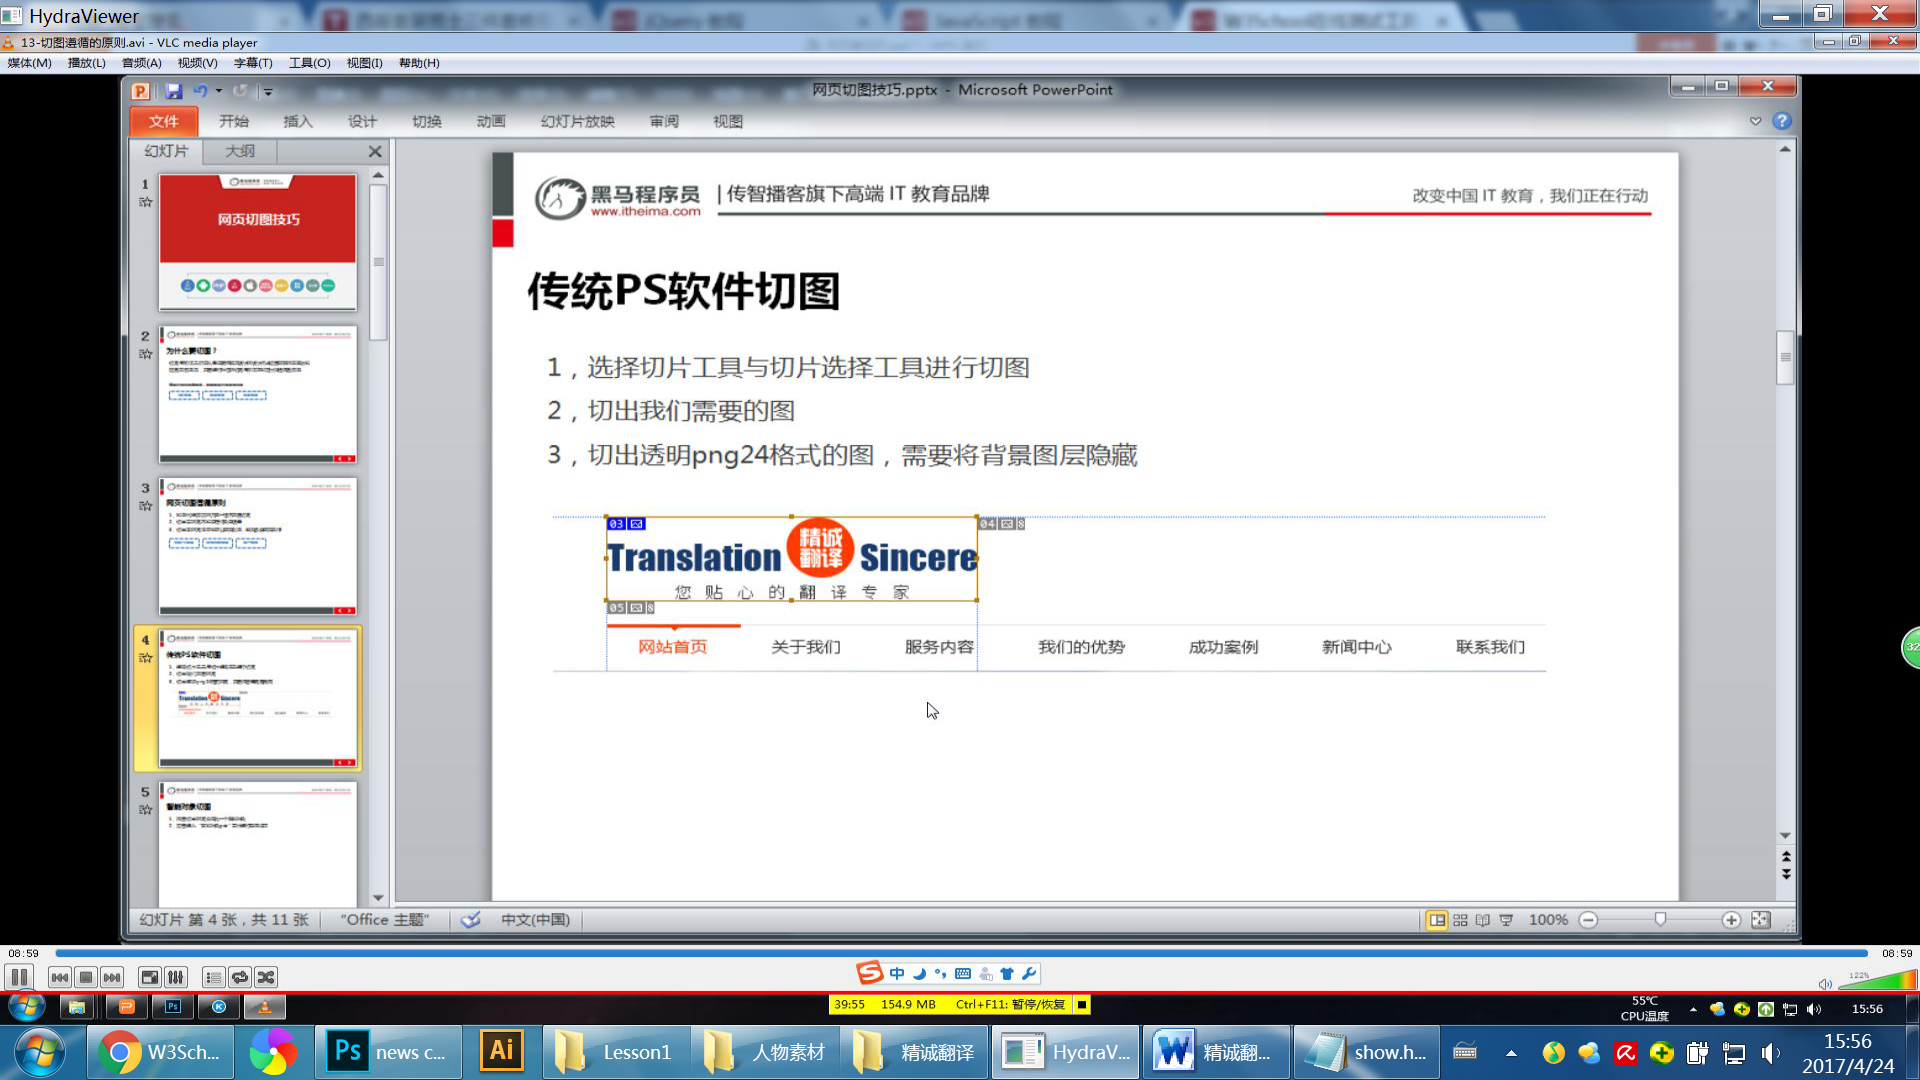 HydraViewer
13-切图遵循的原则.avi - VLC media player
媒体(M) 播放(L) 音频(A) 视频(V) 字幕(T) 工具(O) 视图(I) 帮助(H)
网页切图技巧.pptx - Microsoft PowerPoint
文件 开始 插入 设计 切换 动画 幻灯片放映 审阅 视图
幻灯片 大纲
1
网页切图技巧
2
为什么要切图？
3
网页切图遵循原则
4
传统PS软件切图
5
智能对象切图
黑马程序员
www.itheima.com
传智播客旗下高端 IT 教育品牌
改变中国 IT 教育，我们正在行动
传统PS软件切图
1，选择切片工具与切片选择工具进行切图
2，切出我们需要的图
3，切出透明png24格式的图，需要将背景图层隐藏
03
04
Translation 精诚翻译 Sincere
您贴心的翻译专家
05
网站首页 关于我们 服务内容 我们的优势 成功案例 新闻中心 联系我们
32
幻灯片 第 4 张，共 11 张 "Office 主题" 中文(中国) 100%
08:59 08:59
中
122%
39:55 154.9 MB Ctrl+F11: 暂停/恢复
55℃
CPU温度
15:56
W3Sch... Ps news c... Ai Lesson1 人物素材 精诚翻译 HydraV... 精诚翻... show.h...
15:56
2017/4/24